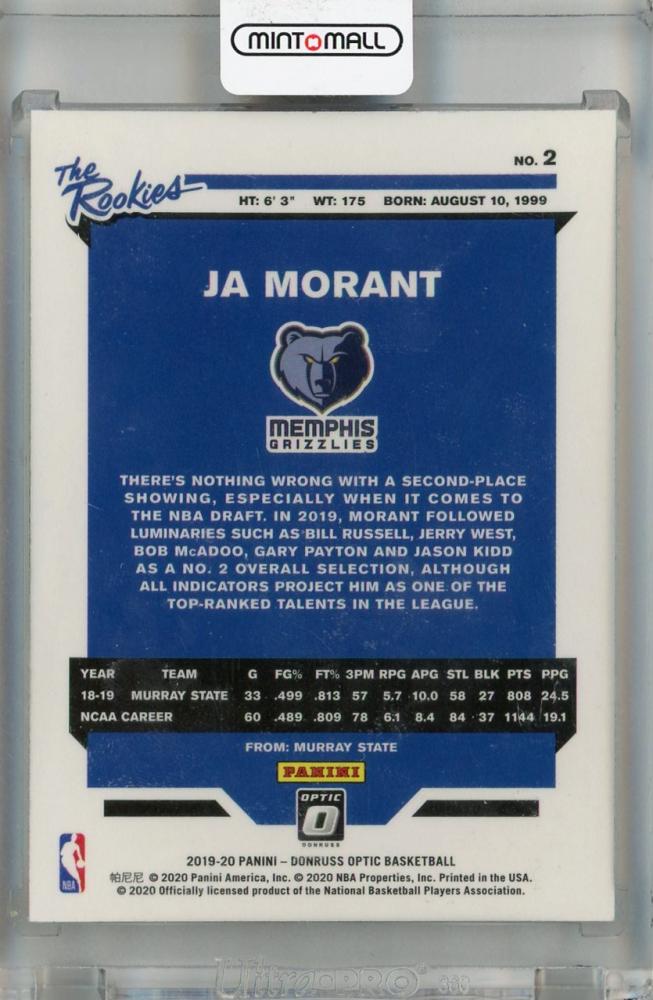 MINT MALL
The Rookies
NO. 2
HT: 6' 3" WT: 175 BORN: AUGUST 10, 1999
JA MORANT
MEMPHIS
GRIZZLIES
THERE'S NOTHING WRONG WITH A SECOND-PLACE
SHOWING, ESPECIALLY WHEN IT COMES TO
THE NBA DRAFT. IN 2019, MORANT FOLLOWED
LUMINARIES SUCH AS BILL RUSSELL, JERRY WEST,
BOB McADOO, GARY PAYTON AND JASON KIDD
AS A NO. 2 OVERALL SELECTION, ALTHOUGH
ALL INDICATORS PROJECT HIM AS ONE OF THE
TOP-RANKED TALENTS IN THE LEAGUE.
YEAR TEAM G FG% FT% 3PM RPG APG STL BLK PTS PPG
18-19 MURRAY STATE 33 .499 .813 57 5.7 10.0 58 27 808 24.5
NCAA CAREER 60 .489 .809 78 6.1 8.4 84 37 1144 19.1
FROM: MURRAY STATE
PANINI
OPTIC
O
DONRUSS
2019-20 PANINI – DONRUSS OPTIC BASKETBALL
帕尼尼 © 2020 Panini America, Inc. © 2020 NBA Properties, Inc. Printed in the USA.
© 2020 Officially licensed product of the National Basketball Players Association.
NBA
Ultra·PRO